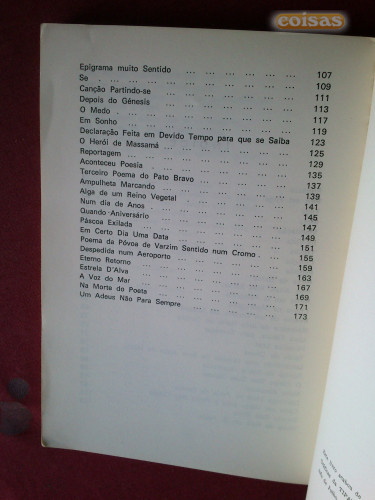 coisas
Epigrama muito Sentido ... ... ... ... ... ... 107
Se . ... ... ... ... ... ... ... ... ... 109
Canção Partindo-se ... ... ... ... ... ... 111
Depois do Génesis ... ... ... ... ... ... 113
O Medo . ... ... ... ... ... ... ... ... 117
Em Sonho ... ... ... ... ... ... ... ... 119
Declaração Feita em Devido Tempo para que se Saiba 123
O Herói de Massamá ... ... ... ... ... ... 125
Reportagem ... ... ... ... ... ... ... ... 129
Aconteceu Poesia . ... ... ... ... ... ... 135
Terceiro Poema do Pato Bravo ... ... ... ... 137
Ampulheta Marcando ... ... ... ... ... ... 139
Alga de um Reino Vegetal ... ... ... ... ... 141
Num dia de Anos . ... ... ... ... ... ... 145
Quando Aniversário ... ... ... ... ... ... 147
Páscoa Exilada ... ... ... ... ... ... ... 149
Em Certo Dia Uma Data ... ... ... ... ... 151
Poema da Póvoa de Varzim Sentido num Cromo . ... 155
Despedida num Aeroporto ... ... ... ... ... 159
Eterno Retorno ... ... ... ... ... ... ... 163
Estrela D'Alva ... ... ... ... ... ... ... 167
A Voz do Mar ... ... ... ... ... ... ... 169
Na Morte do Poeta ... ... ... ... ... ... 171
Um Adeus Não Para Sempre ... ... ... ... ... 173